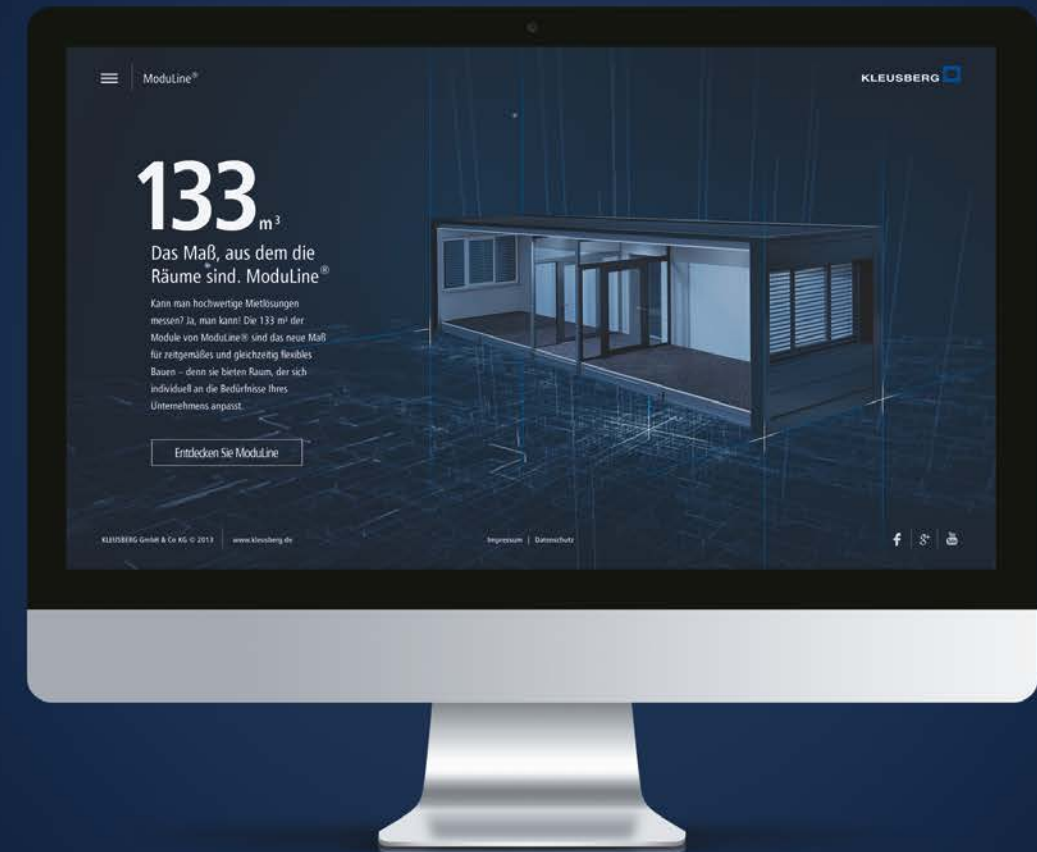 ModuLine®
KLEUSBERG
133 m³
Das Maß, aus dem die
Räume sind. ModuLine®
Kann man hochwertige Mietlösungen
messen? Ja, man kann! Die 133 m³ der
Module von ModuLine® sind das neue Maß
für zeitgemäßes und gleichzeitig flexibles
Bauen – denn sie bieten Raum, der sich
individuell an die Bedürfnisse Ihres
Unternehmens anpasst.
Entdecken Sie ModuLine
KLEUSBERG GmbH & Co KG © 2013 | www.kleusberg.de
Impressum | Datenschutz
f g+ You